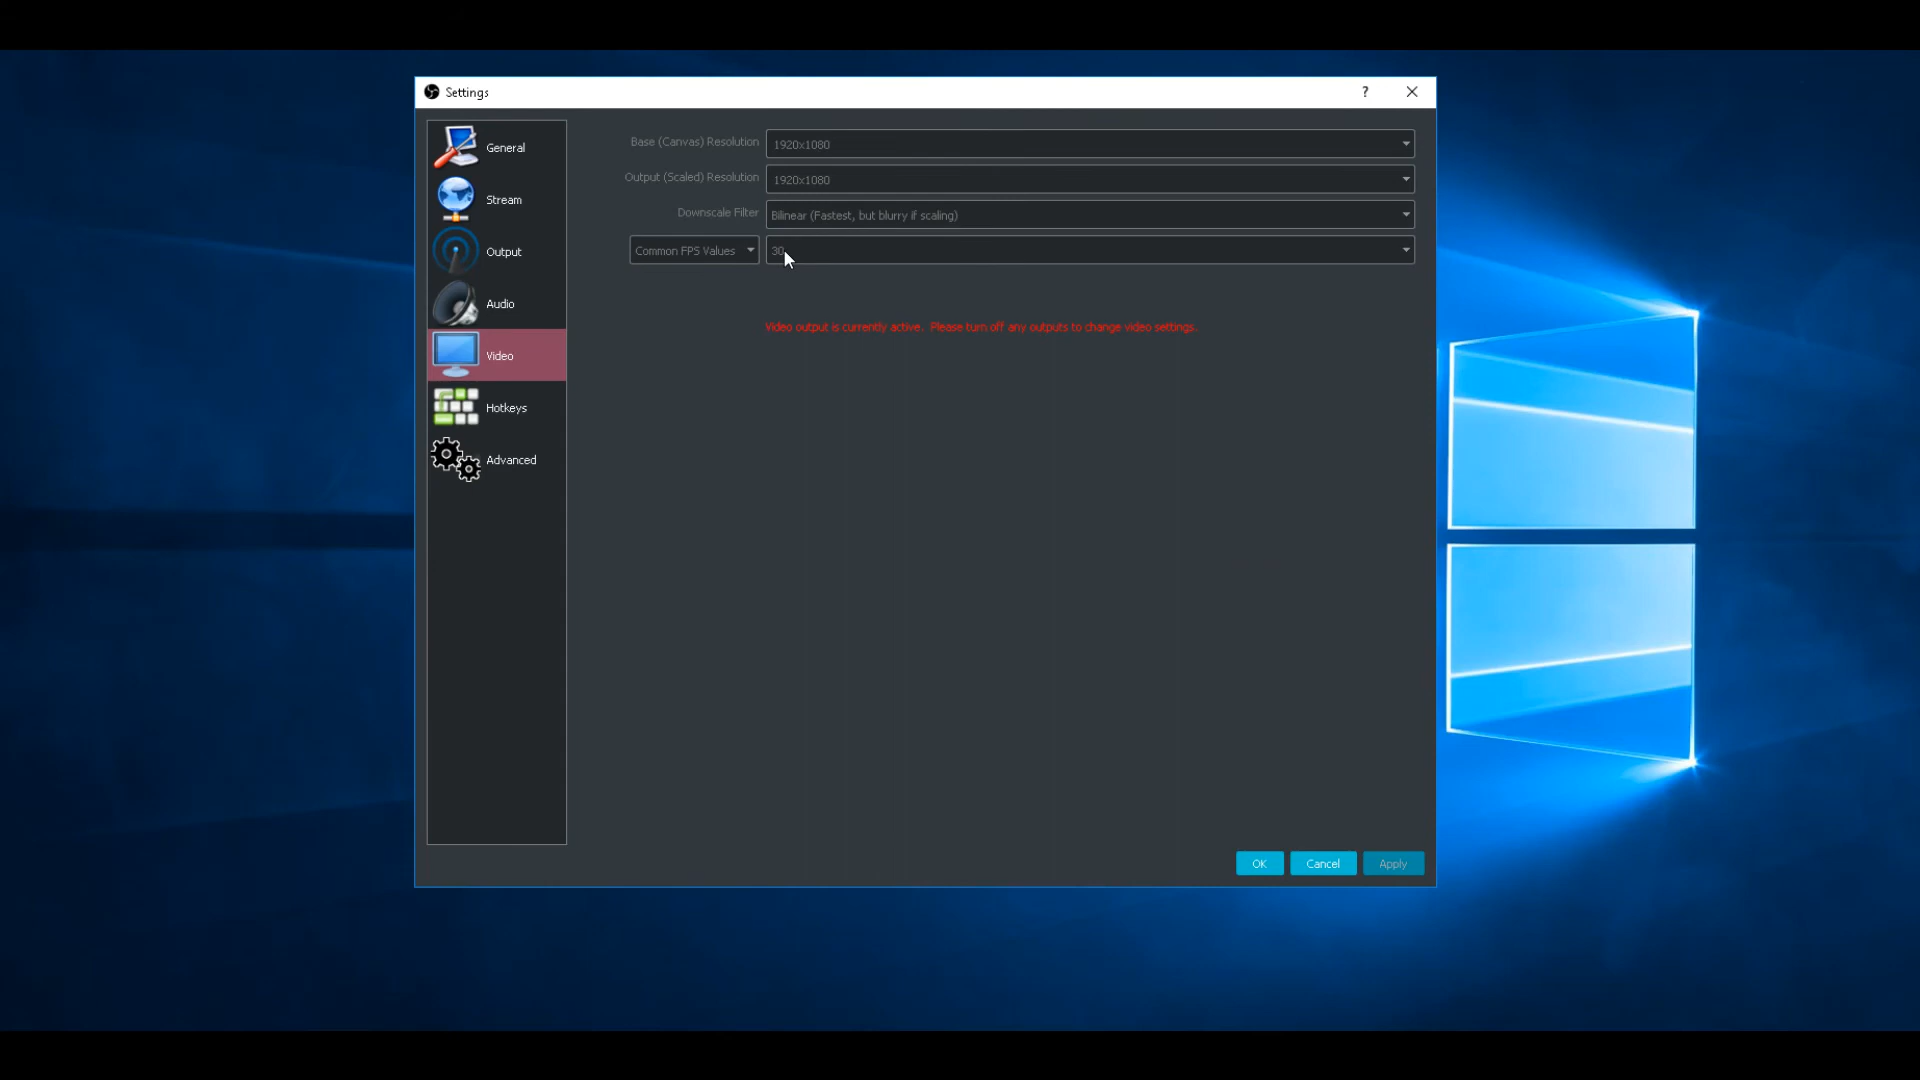 Settings
?
General
Stream
Output
Audio
Video
Hotkeys
Advanced
Base (Canvas) Resolution 1920x1080
Output (Scaled) Resolution 1920x1080
Downscale Filter Bilinear (Fastest, but blurry if scaling)
Common FPS Values 30
Video output is currently active. Please turn off any outputs to change video settings.
OK Cancel Apply